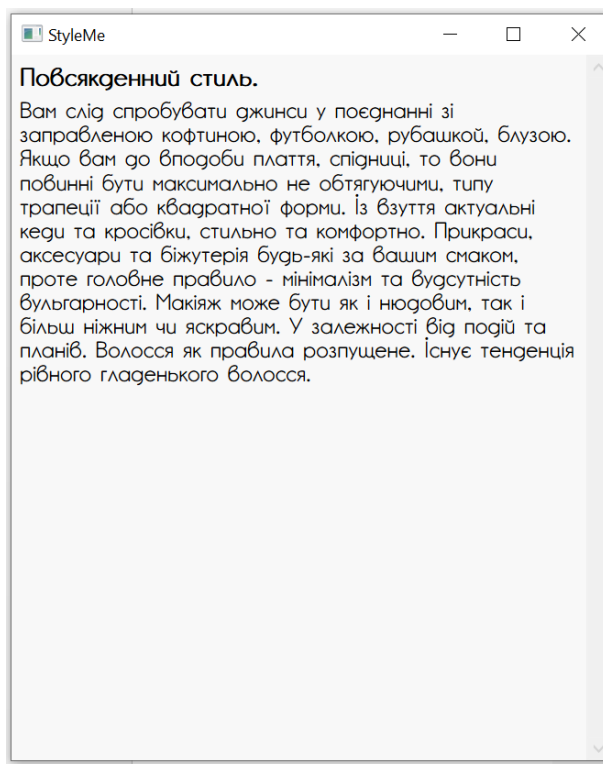 StyleMe
Повсякденний стиль.
Вам слід спробувати джинси у поєднанні зі
заправленою кофтиною, футболкою, рубашкой, блузою.
Якщо вам до вподоби плаття, спідниці, то вони
повинні бути максимально не обтягуючими, типу
трапеції або квадратної форми. Із взуття актуальні
кеди та кросівки, стильно та комфортно. Прикраси,
аксесуари та біжутерія будь-які за вашим смаком,
проте головне правило - мінімалізм та вудсутність
вульгарності. Макіяж може бути як і нюдовим, так і
більш ніжним чи яскравим. У залежності від подій та
планів. Волосся як правила розпущене. Існує тенденція
рівного гладенького волосся.